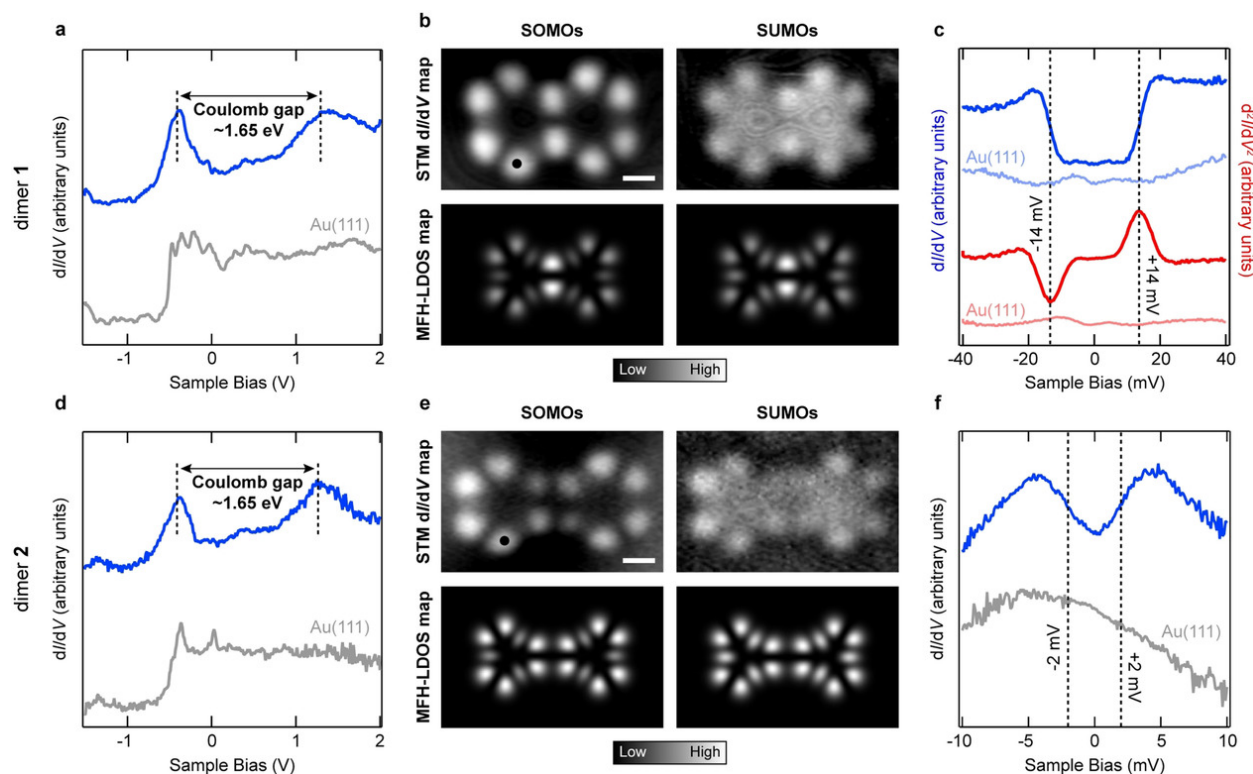 a
Coulomb gap
~1.65 eV
Au(111)
dI/dV (arbitrary units)
dimer 1
-1
0
1
2
Sample Bias (V)
b
SOMOs
SUMOs
STM dI/dV map
MFH-LDOS map
Low
High
c
Au(111)
-14 mV
+14 mV
Au(111)
dI/dV (arbitrary units)
d²I/dV² (arbitrary units)
-40
-20
0
20
40
Sample Bias (mV)
d
Coulomb gap
~1.65 eV
Au(111)
dI/dV (arbitrary units)
dimer 2
-1
0
1
2
Sample Bias (V)
e
SOMOs
SUMOs
STM dI/dV map
MFH-LDOS map
Low
High
f
Au(111)
-2 mV
+2 mV
dI/dV (arbitrary units)
-10
-5
0
5
10
Sample Bias (mV)